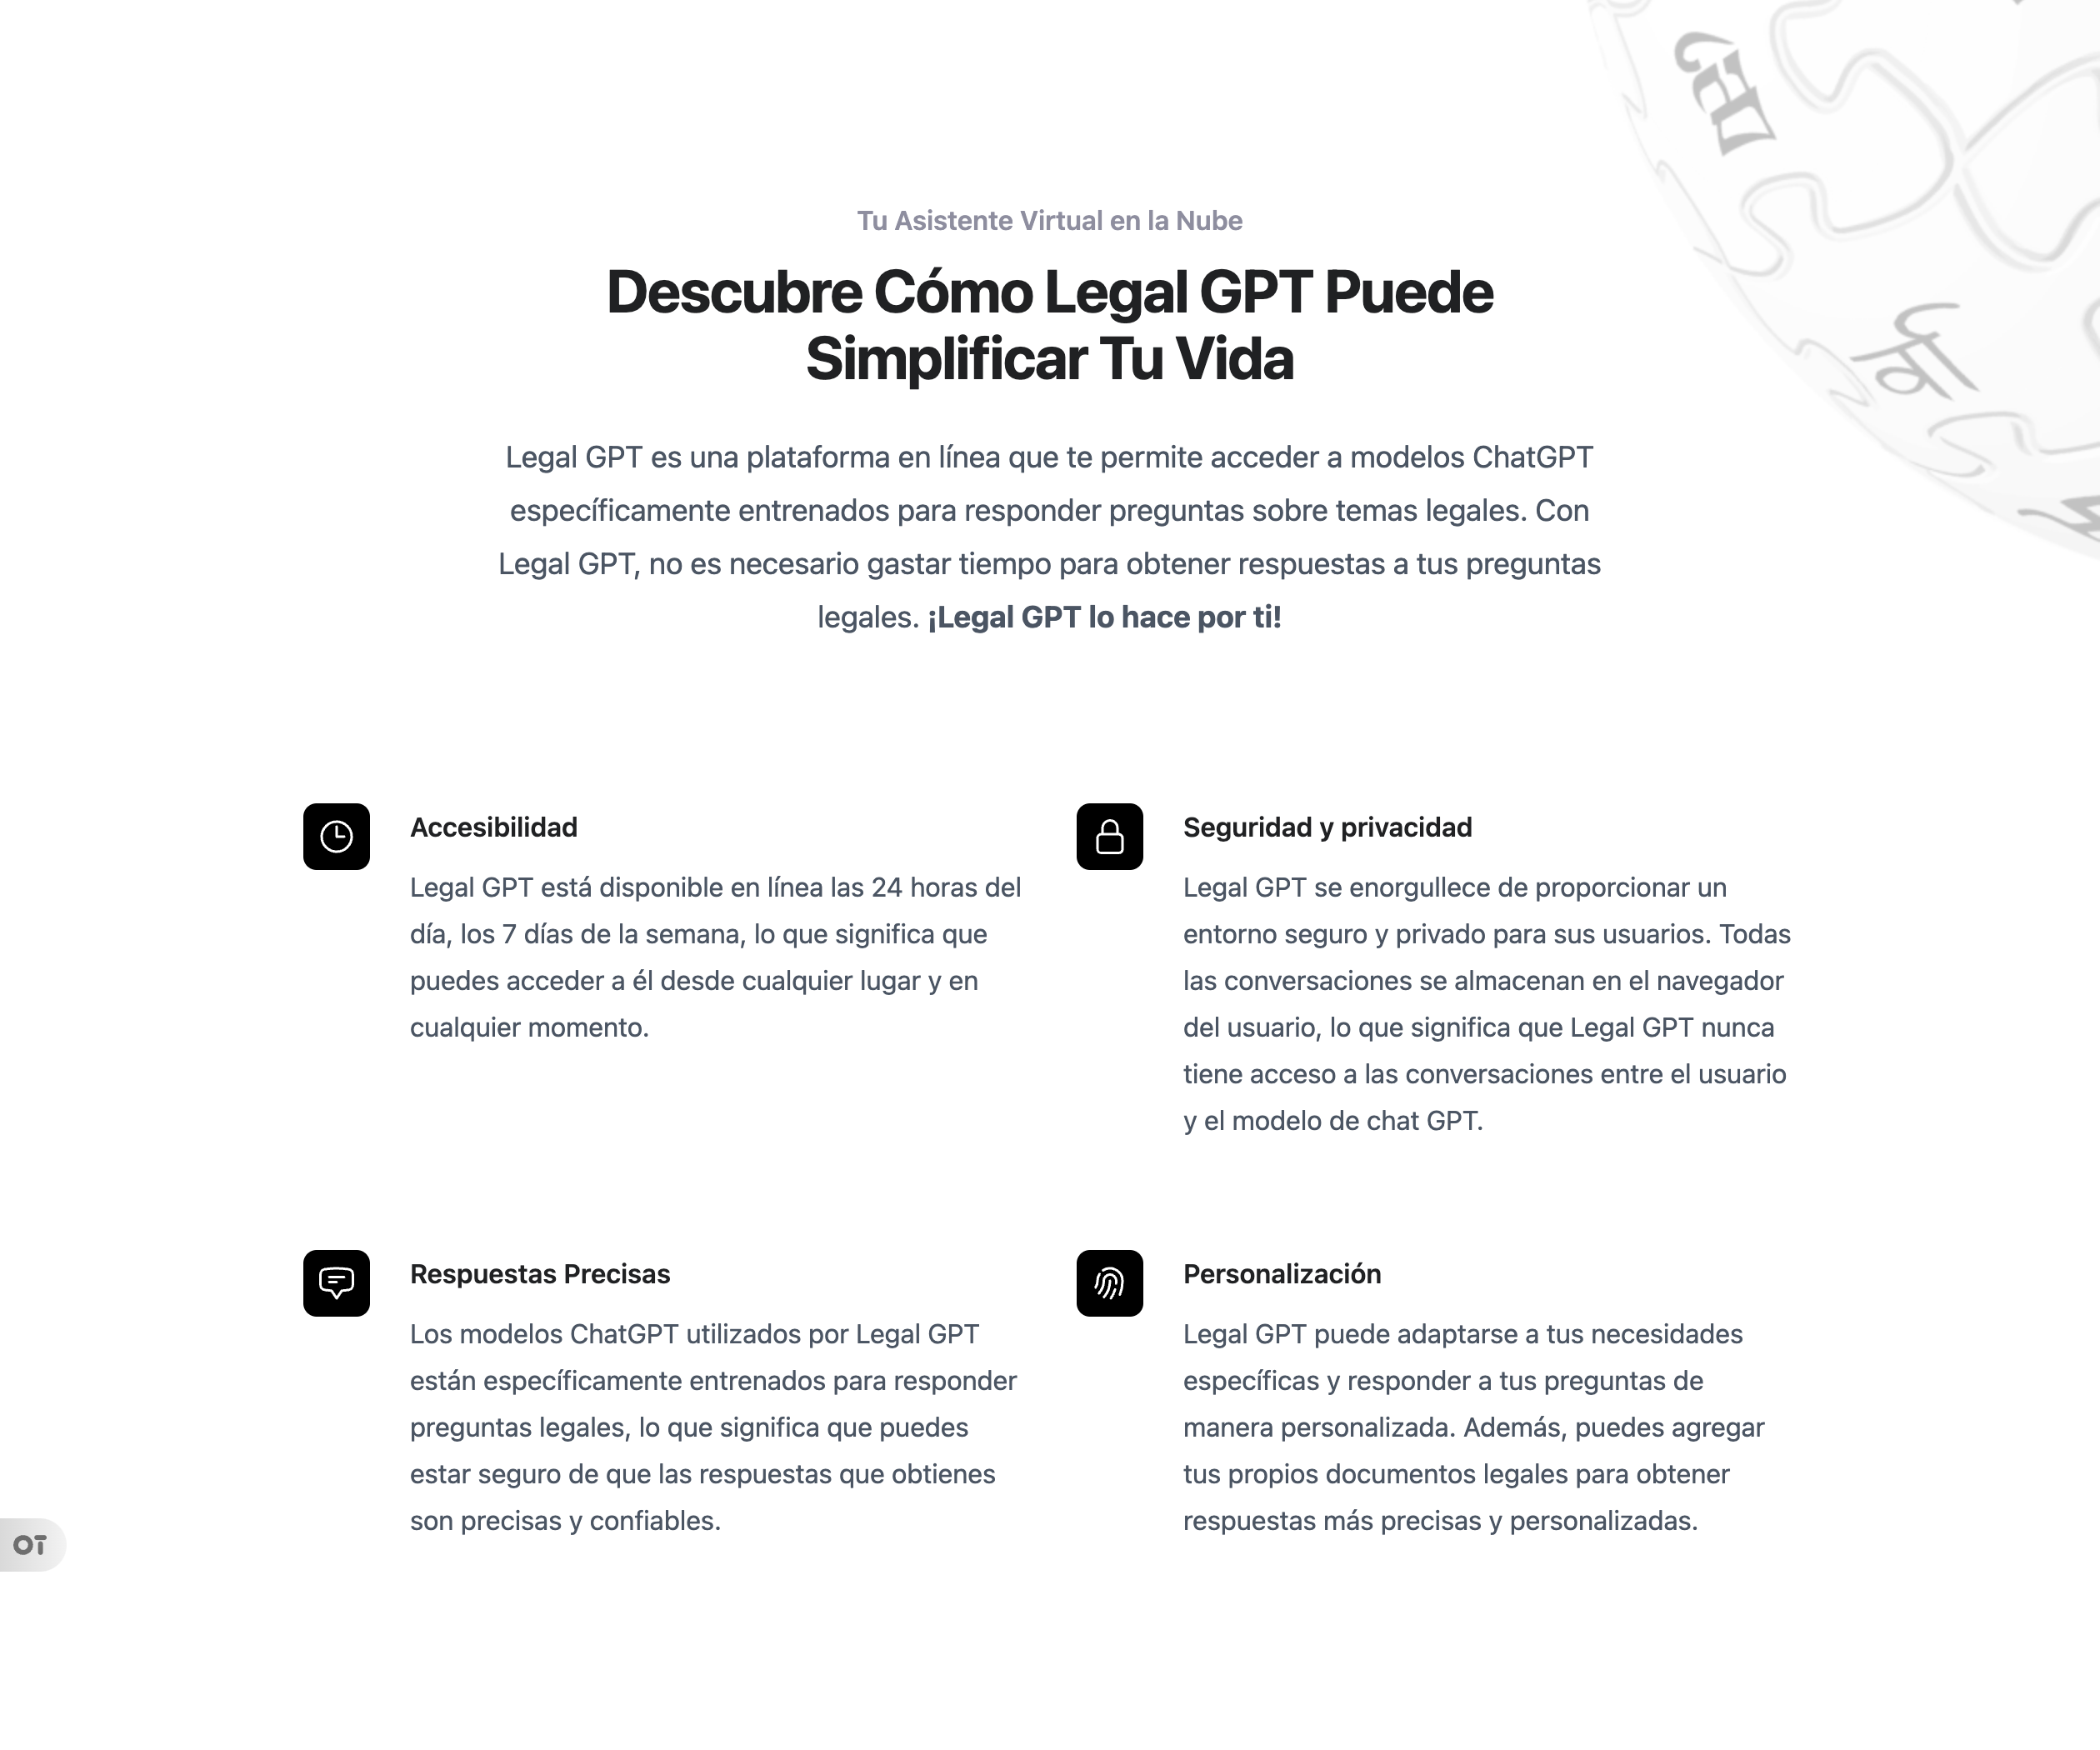 Tu Asistente Virtual en la Nube
Descubre Cómo Legal GPT Puede
Simplificar Tu Vida
Legal GPT es una plataforma en línea que te permite acceder a modelos ChatGPT
específicamente entrenados para responder preguntas sobre temas legales. Con
Legal GPT, no es necesario gastar tiempo para obtener respuestas a tus preguntas
legales. ¡Legal GPT lo hace por ti!
Accesibilidad
Legal GPT está disponible en línea las 24 horas del
día, los 7 días de la semana, lo que significa que
puedes acceder a él desde cualquier lugar y en
cualquier momento.
Seguridad y privacidad
Legal GPT se enorgullece de proporcionar un
entorno seguro y privado para sus usuarios. Todas
las conversaciones se almacenan en el navegador
del usuario, lo que significa que Legal GPT nunca
tiene acceso a las conversaciones entre el usuario
y el modelo de chat GPT.
Respuestas Precisas
Los modelos ChatGPT utilizados por Legal GPT
están específicamente entrenados para responder
preguntas legales, lo que significa que puedes
estar seguro de que las respuestas que obtienes
son precisas y confiables.
Personalización
Legal GPT puede adaptarse a tus necesidades
específicas y responder a tus preguntas de
manera personalizada. Además, puedes agregar
tus propios documentos legales para obtener
respuestas más precisas y personalizadas.